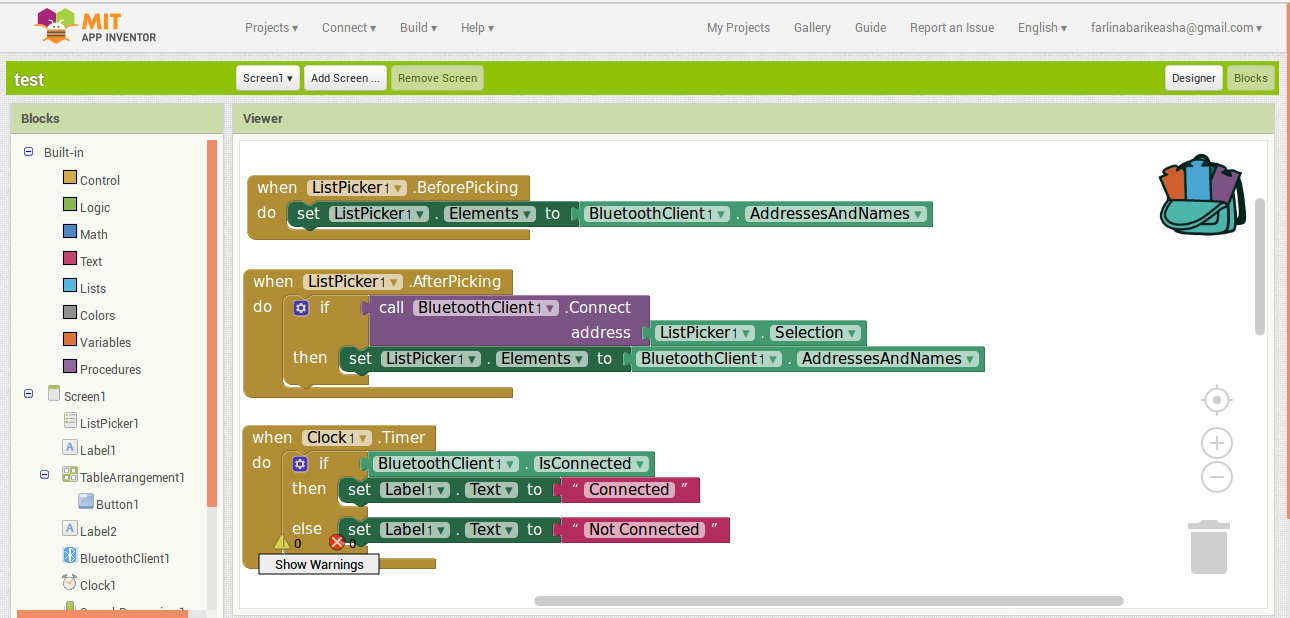 MIT
APP INVENTOR
Projects ▾ Connect ▾ Build ▾ Help ▾ My Projects Gallery Guide Report an Issue English ▾ farlinabarikeasha@gmail.com ▾
test Screen1 ▾ Add Screen ... Remove Screen Designer Blocks
Blocks
Built-in
Control
Logic
Math
Text
Lists
Colors
Variables
Procedures
Screen1
ListPicker1
A Label1
TableArrangement1
Button1
A Label2
BluetoothClient1
Clock1
Viewer
when ListPicker1 ▾ .BeforePicking
do set ListPicker1 ▾ . Elements ▾ to BluetoothClient1 ▾ . AddressesAndNames ▾
when ListPicker1 ▾ .AfterPicking
do if call BluetoothClient1 ▾ .Connect
address ListPicker1 ▾ . Selection ▾
then set ListPicker1 ▾ . Elements ▾ to BluetoothClient1 ▾ . AddressesAndNames ▾
when Clock1 ▾ .Timer
do if BluetoothClient1 ▾ . IsConnected ▾
then set Label1 ▾ . Text ▾ to “ Connected ”
else set Label1 ▾ . Text ▾ to “ Not Connected ”
0 0
Show Warnings